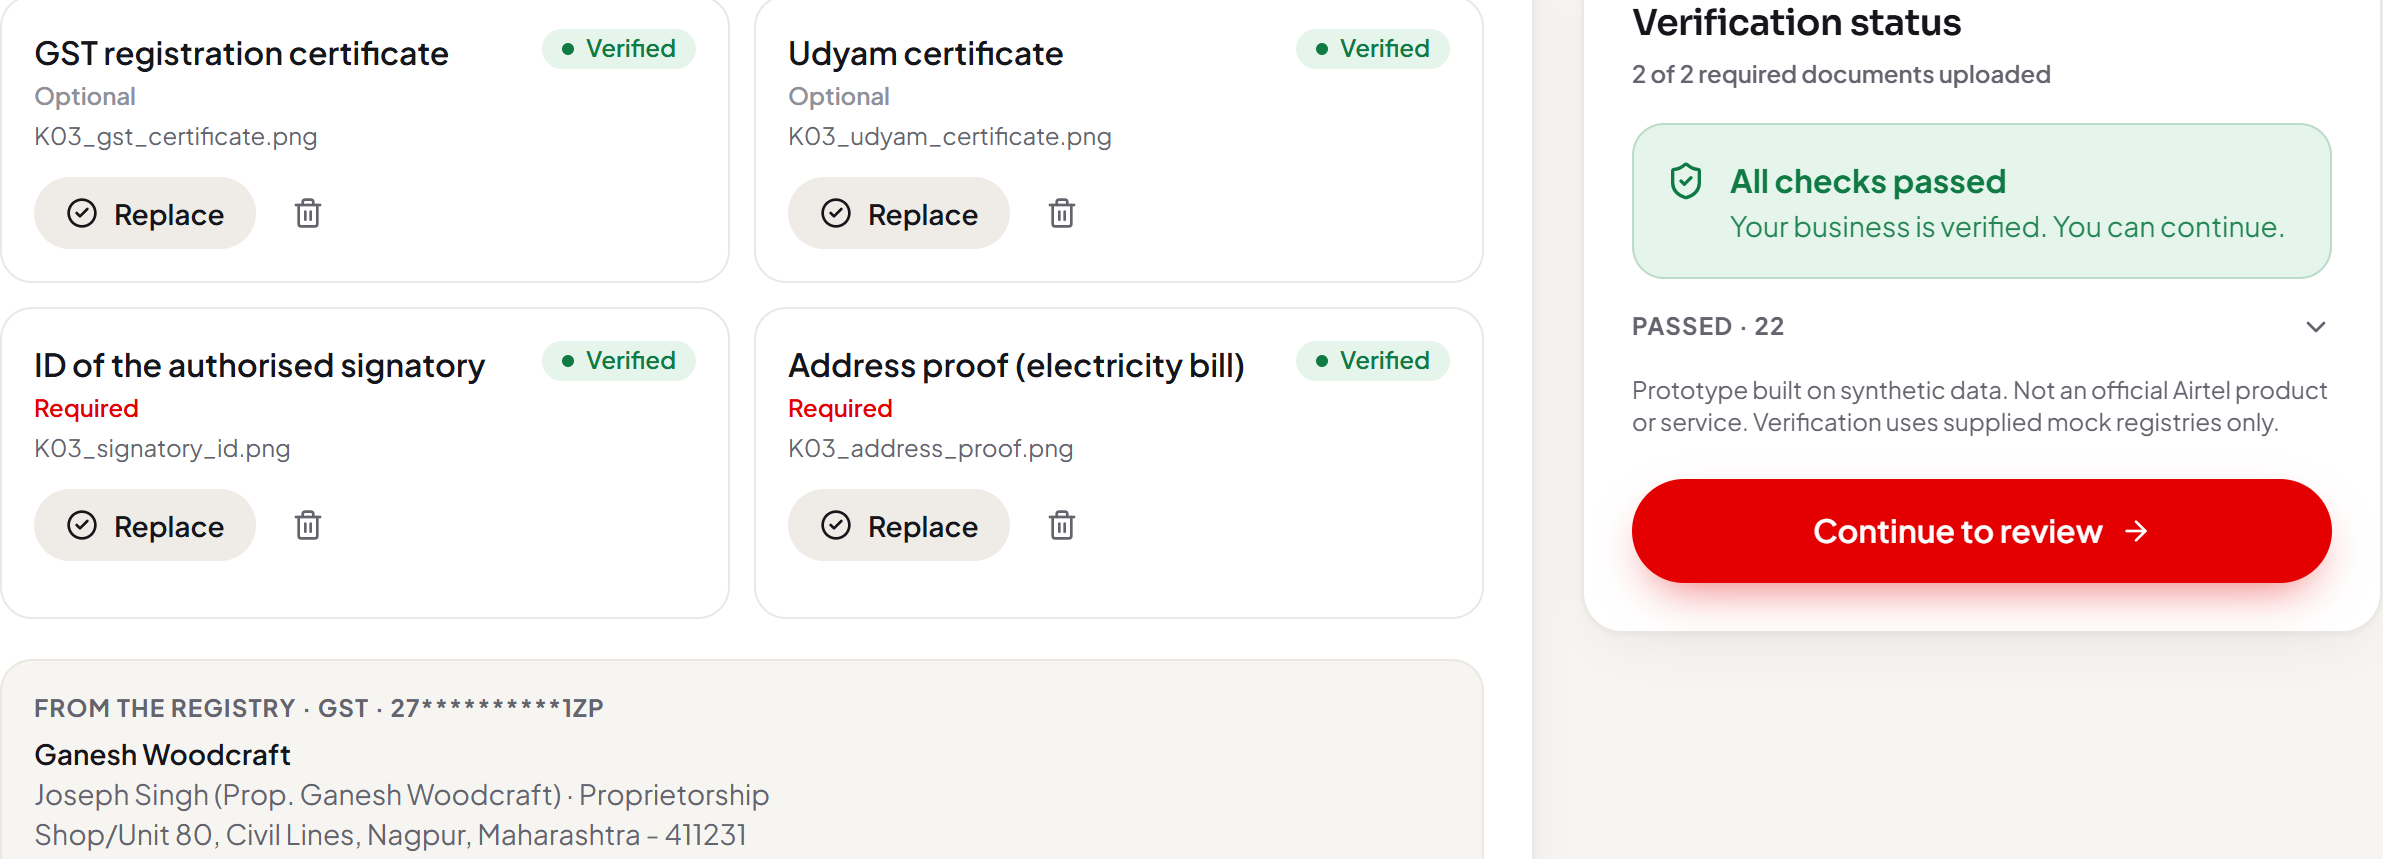 GST registration certificate
Verified
Optional
K03_gst_certificate.png
Replace
Udyam certificate
Verified
Optional
K03_udyam_certificate.png
Replace
ID of the authorised signatory
Verified
Required
K03_signatory_id.png
Replace
Address proof (electricity bill)
Verified
Required
K03_address_proof.png
Replace
FROM THE REGISTRY · GST · 27**********1ZP
Ganesh Woodcraft
Joseph Singh (Prop. Ganesh Woodcraft) · Proprietorship
Shop/Unit 80, Civil Lines, Nagpur, Maharashtra - 411231
Verification status
2 of 2 required documents uploaded
All checks passed
Your business is verified. You can continue.
PASSED · 22
Prototype built on synthetic data. Not an official Airtel product
or service. Verification uses supplied mock registries only.
Continue to review →